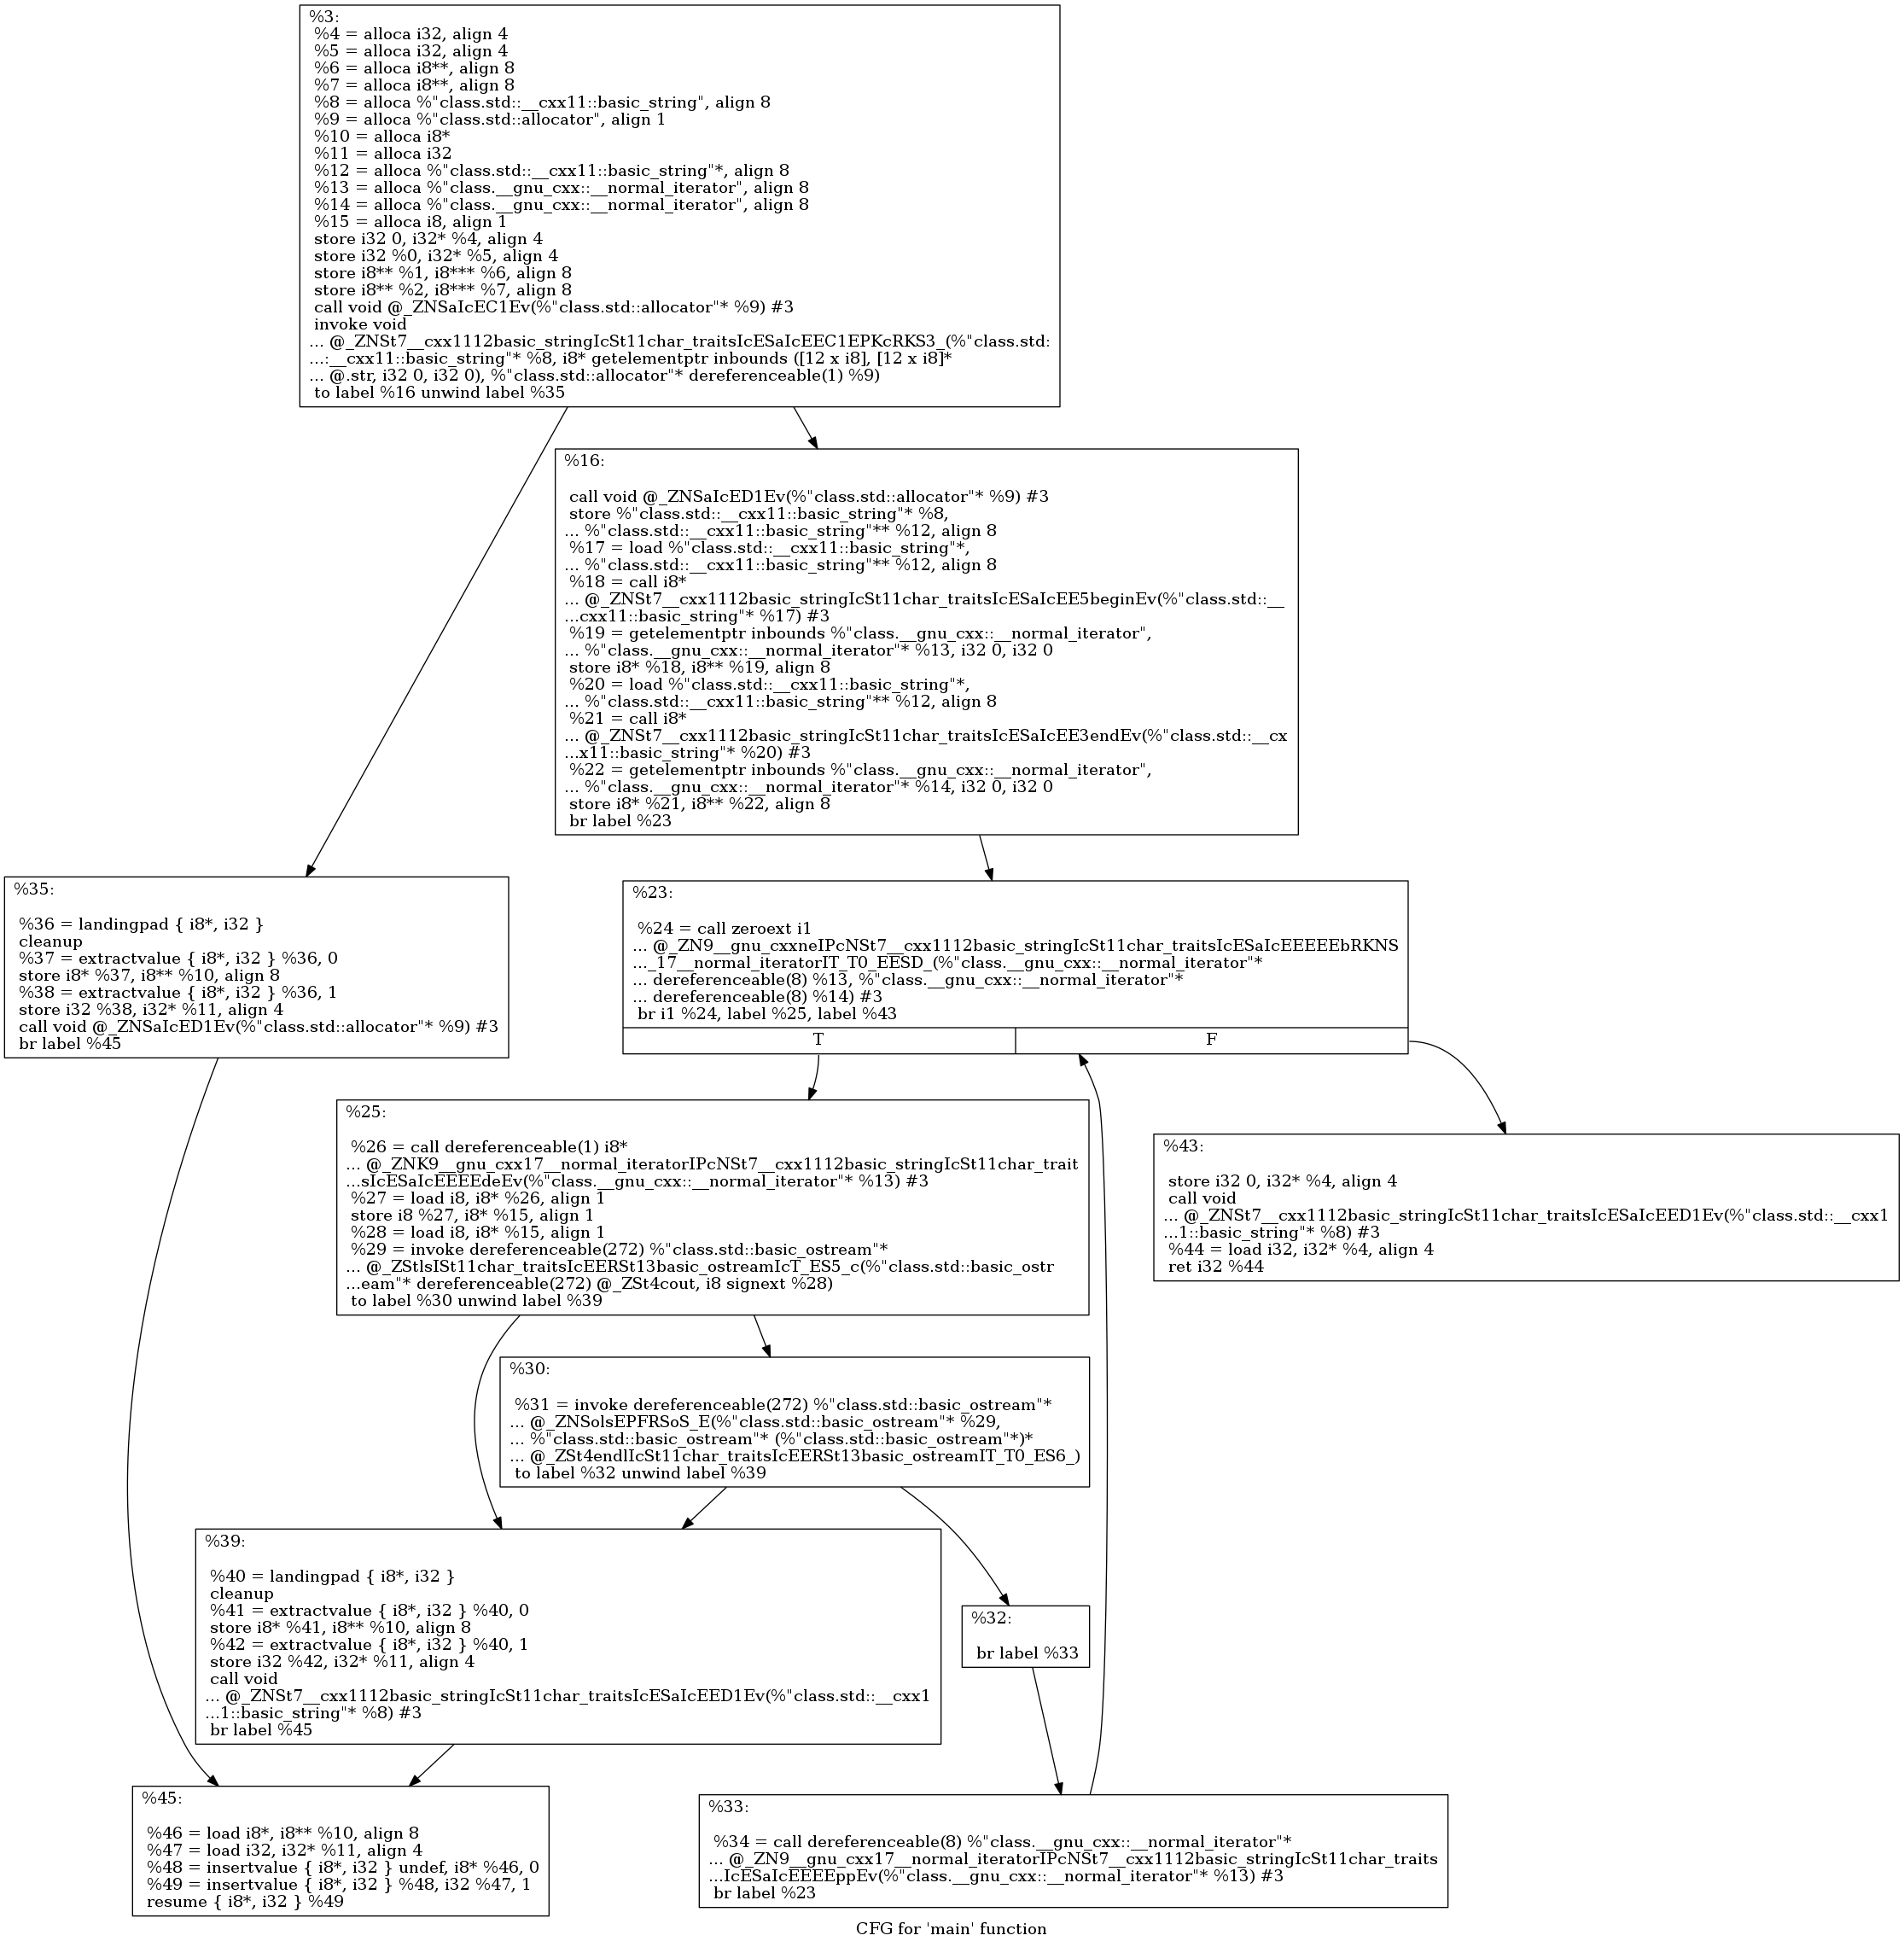 %3:
%4 = alloca i32, align 4
%5 = alloca i32, align 4
%6 = alloca i8**, align 8
%7 = alloca i8**, align 8
%8 = alloca %"class.std::__cxx11::basic_string", align 8
%9 = alloca %"class.std::allocator", align 1
%10 = alloca i8*
%11 = alloca i32
%12 = alloca %"class.std::__cxx11::basic_string"*, align 8
%13 = alloca %"class.__gnu_cxx::__normal_iterator", align 8
%14 = alloca %"class.__gnu_cxx::__normal_iterator", align 8
%15 = alloca i8, align 1
store i32 0, i32* %4, align 4
store i32 %0, i32* %5, align 4
store i8** %1, i8*** %6, align 8
store i8** %2, i8*** %7, align 8
call void @_ZNSaIcEC1Ev(%"class.std::allocator"* %9) #3
invoke void
... @_ZNSt7__cxx1112basic_stringIcSt11char_traitsIcESaIcEEC1EPKcRKS3_(%"class.std:
...:__cxx11::basic_string"* %8, i8* getelementptr inbounds ([12 x i8], [12 x i8]*
... @.str, i32 0, i32 0), %"class.std::allocator"* dereferenceable(1) %9)
to label %16 unwind label %35
%16:
call void @_ZNSaIcED1Ev(%"class.std::allocator"* %9) #3
store %"class.std::__cxx11::basic_string"* %8,
... %"class.std::__cxx11::basic_string"** %12, align 8
%17 = load %"class.std::__cxx11::basic_string"*,
... %"class.std::__cxx11::basic_string"** %12, align 8
%18 = call i8*
... @_ZNSt7__cxx1112basic_stringIcSt11char_traitsIcESaIcEE5beginEv(%"class.std::__
...cxx11::basic_string"* %17) #3
%19 = getelementptr inbounds %"class.__gnu_cxx::__normal_iterator",
... %"class.__gnu_cxx::__normal_iterator"* %13, i32 0, i32 0
store i8* %18, i8** %19, align 8
%20 = load %"class.std::__cxx11::basic_string"*,
... %"class.std::__cxx11::basic_string"** %12, align 8
%21 = call i8*
... @_ZNSt7__cxx1112basic_stringIcSt11char_traitsIcESaIcEE3endEv(%"class.std::__cx
...x11::basic_string"* %20) #3
%22 = getelementptr inbounds %"class.__gnu_cxx::__normal_iterator",
... %"class.__gnu_cxx::__normal_iterator"* %14, i32 0, i32 0
store i8* %21, i8** %22, align 8
br label %23
%35:
%36 = landingpad { i8*, i32 }
cleanup
%37 = extractvalue { i8*, i32 } %36, 0
store i8* %37, i8** %10, align 8
%38 = extractvalue { i8*, i32 } %36, 1
store i32 %38, i32* %11, align 4
call void @_ZNSaIcED1Ev(%"class.std::allocator"* %9) #3
br label %45
%23:
%24 = call zeroext i1
... @_ZN9__gnu_cxxneIPcNSt7__cxx1112basic_stringIcSt11char_traitsIcESaIcEEEEEbRKNS
..._17__normal_iteratorIT_T0_EESD_(%"class.__gnu_cxx::__normal_iterator"*
... dereferenceable(8) %13, %"class.__gnu_cxx::__normal_iterator"*
... dereferenceable(8) %14) #3
br i1 %24, label %25, label %43
T F
%25:
%26 = call dereferenceable(1) i8*
... @_ZNK9__gnu_cxx17__normal_iteratorIPcNSt7__cxx1112basic_stringIcSt11char_trait
...sIcESaIcEEEEdeEv(%"class.__gnu_cxx::__normal_iterator"* %13) #3
%27 = load i8, i8* %26, align 1
store i8 %27, i8* %15, align 1
%28 = load i8, i8* %15, align 1
%29 = invoke dereferenceable(272) %"class.std::basic_ostream"*
... @_ZStlsISt11char_traitsIcEERSt13basic_ostreamIcT_ES5_c(%"class.std::basic_ostr
...eam"* dereferenceable(272) @_ZSt4cout, i8 signext %28)
to label %30 unwind label %39
%43:
store i32 0, i32* %4, align 4
call void
... @_ZNSt7__cxx1112basic_stringIcSt11char_traitsIcESaIcEED1Ev(%"class.std::__cxx1
...1::basic_string"* %8) #3
%44 = load i32, i32* %4, align 4
ret i32 %44
%30:
%31 = invoke dereferenceable(272) %"class.std::basic_ostream"*
... @_ZNSolsEPFRSoS_E(%"class.std::basic_ostream"* %29,
... %"class.std::basic_ostream"* (%"class.std::basic_ostream"*)*
... @_ZSt4endlIcSt11char_traitsIcEERSt13basic_ostreamIT_T0_ES6_)
to label %32 unwind label %39
%39:
%40 = landingpad { i8*, i32 }
cleanup
%41 = extractvalue { i8*, i32 } %40, 0
store i8* %41, i8** %10, align 8
%42 = extractvalue { i8*, i32 } %40, 1
store i32 %42, i32* %11, align 4
call void
... @_ZNSt7__cxx1112basic_stringIcSt11char_traitsIcESaIcEED1Ev(%"class.std::__cxx1
...1::basic_string"* %8) #3
br label %45
%32:
br label %33
%45:
%46 = load i8*, i8** %10, align 8
%47 = load i32, i32* %11, align 4
%48 = insertvalue { i8*, i32 } undef, i8* %46, 0
%49 = insertvalue { i8*, i32 } %48, i32 %47, 1
resume { i8*, i32 } %49
%33:
%34 = call dereferenceable(8) %"class.__gnu_cxx::__normal_iterator"*
... @_ZN9__gnu_cxx17__normal_iteratorIPcNSt7__cxx1112basic_stringIcSt11char_traits
...IcESaIcEEEEppEv(%"class.__gnu_cxx::__normal_iterator"* %13) #3
br label %23
CFG for 'main' function